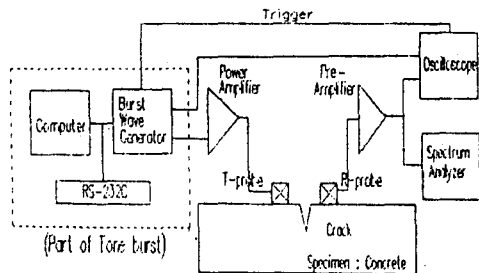 Trigger
Power
Amplifier
Pre-
Amplifier
Oscilloscope
Computer
Burst
Wave
Generator
RS-232C
Spectrum
Analyzer
T-probe
R-probe
(Part of Tone burst)
Crack
Specimen : Concrete